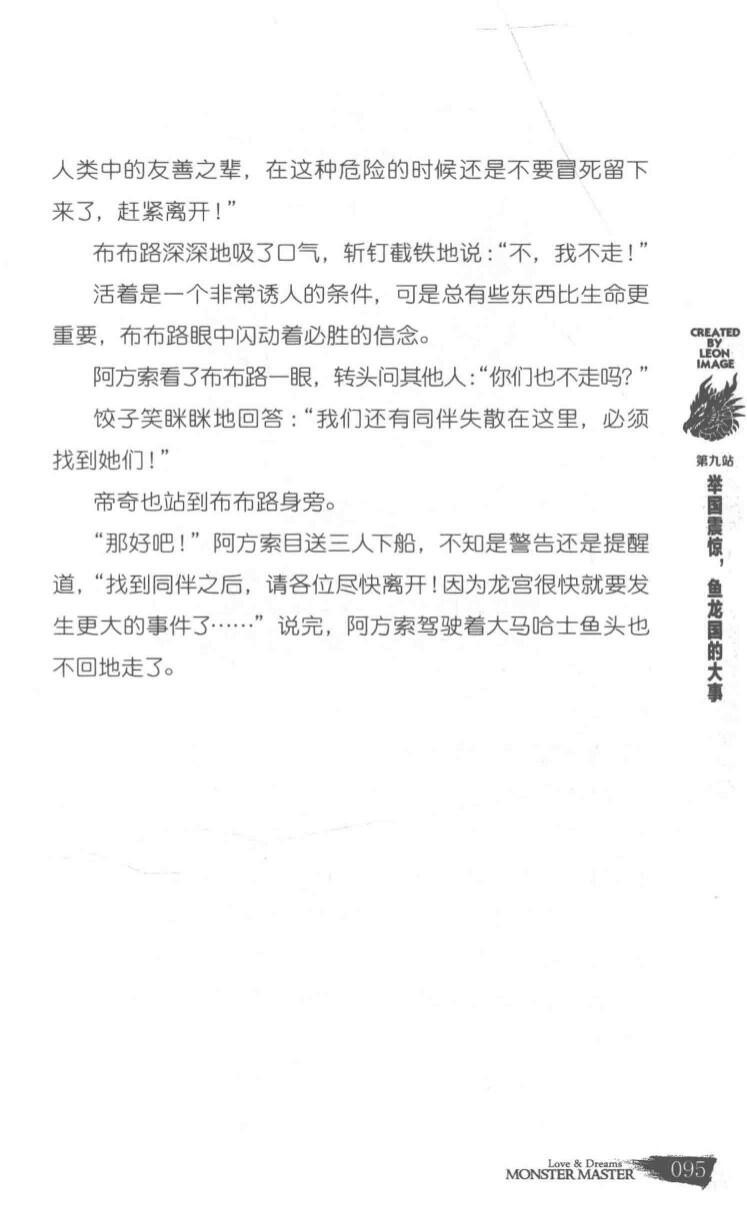 人类中的友善之辈，在这种危险的时候还是不要冒死留下
来了，赶紧离开！”
布布路深深地吸了口气，斩钉截铁地说：“不，我不走！”
活着是一个非常诱人的条件，可是总有些东西比生命更
重要，布布路眼中闪动着必胜的信念。
阿方索看了布布路一眼，转头问其他人：“你们也不走吗？”
饺子笑眯眯地回答：“我们还有同伴失散在这里，必须
找到她们！”
帝奇也站到布布路身旁。
“那好吧！”阿方索目送三人下船，不知是警告还是提醒
道，“找到同伴之后，请各位尽快离开！因为龙宫很快就要发
生更大的事件了……”说完，阿方索驾驶着大马哈士鱼头也
不回地走了。
CREATED
BY
LEON
IMAGE
第九站
举国震惊，鱼龙国的大事
Love & Dreams
MONSTER MASTER
095